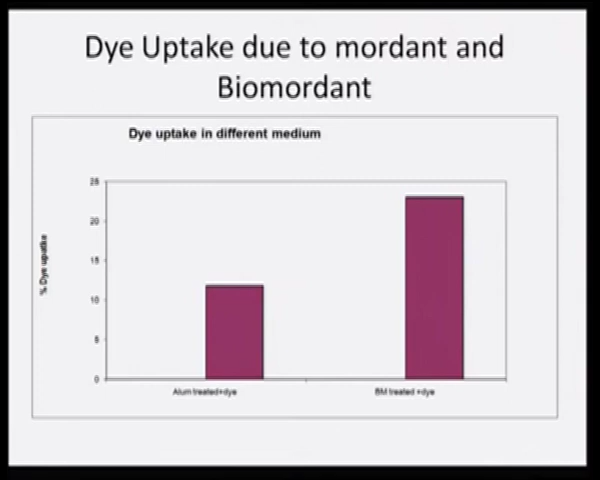 Dye Uptake due to mordant and
Biomordant
Dye uptake in different medium
% Dye upatke
25
20
15
10
5
0
Alum treated+dye
BM treated +dye